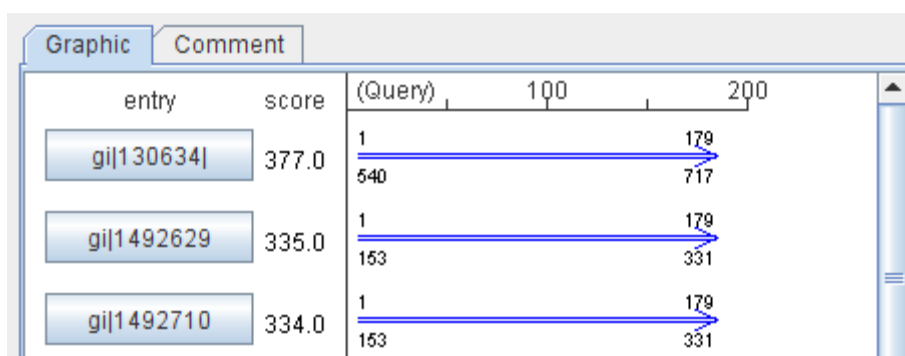 Graphic Comment
entry score (Query) 100 200
gi|130634| 377.0 1 179
540 717
gi|1492629 335.0 1 179
153 331
gi|1492710 334.0 1 179
153 331